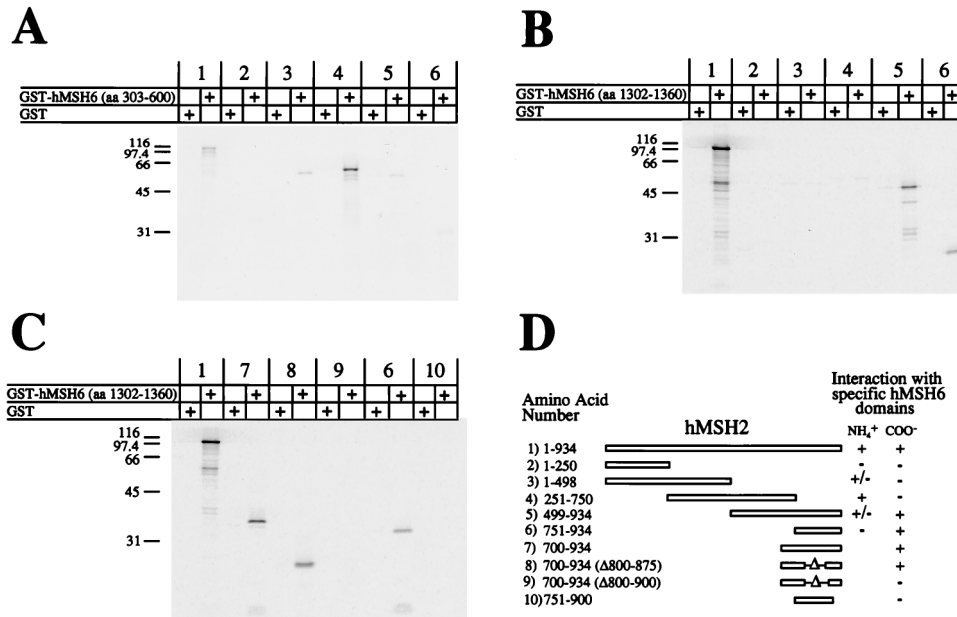 A
1 2 3 4 5 6
GST-hMSH6 (aa 303-600) + + + + + +
GST + + + + + +
116
97.4
66
45
31
B
1 2 3 4 5 6
GST-hMSH6 (aa 1302-1360) + + + + + +
GST + + + + + +
116
97.4
66
45
31
C
1 7 8 9 6 10
GST-hMSH6 (aa 1302-1360) + + + + + +
GST + + + + + +
116
97.4
66
45
31
D
Interaction with
specific hMSH6
domains
Amino Acid
Number
hMSH2
NH₄⁺ COO⁻
1) 1-934 + +
2) 1-250 - -
3) 1-498 +/- -
4) 251-750 + -
5) 499-934 +/- +
6) 751-934 - +
7) 700-934 +
8) 700-934 (Δ800-875) Δ +
9) 700-934 (Δ800-900) Δ -
10) 751-900 -